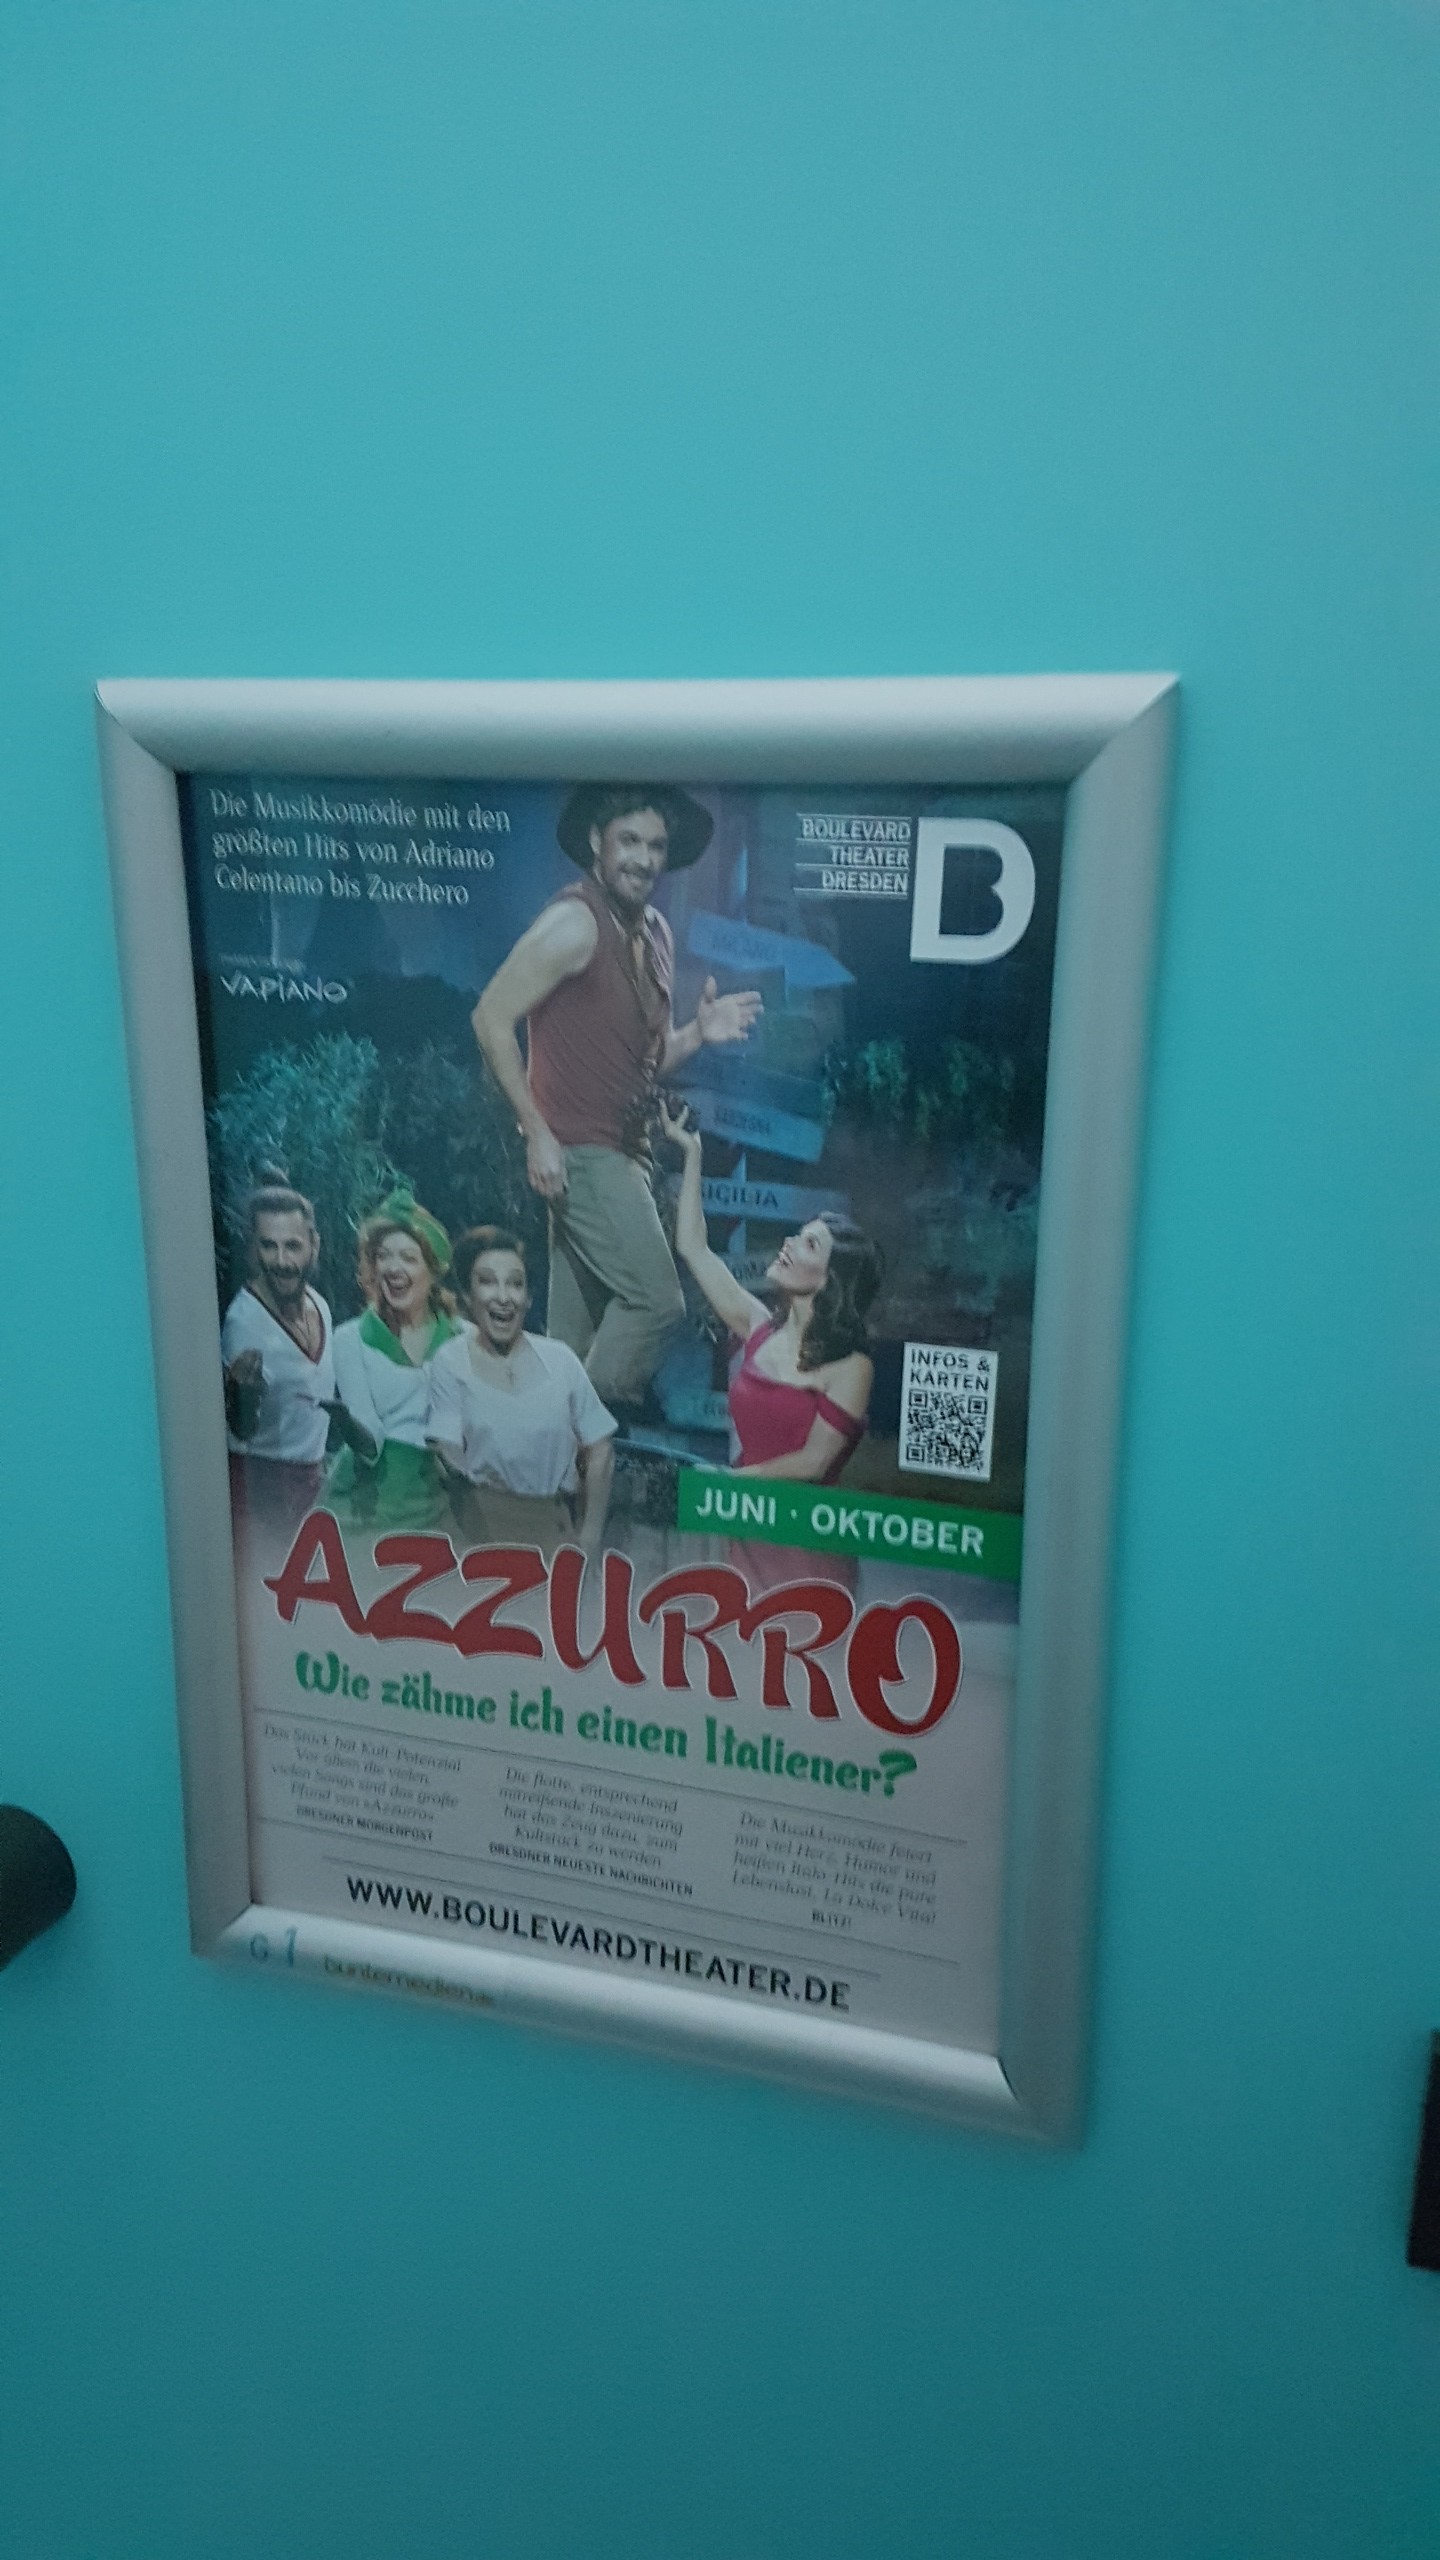 Die Musikkomödie mit den
größten Hits von Adriano
Celentano bis Zucchero
BOULEVARD
THEATER
DRESDEN
B
VAPIANO
MILANO
SICILIA
INFOS &
KARTEN
JUNI · OKTOBER
AZZURRO
Wie zähme ich einen Italiener?
Das Stück hat Kult-Potenzial
Vor allem die vielen,
vielen Songs sind das große
Pfund von »Azzurro«
DRESDNER MORGENPOST
Die flotte, entsprechend
mitreißende Inszenierung
hat das Zeug dazu, zum
Kultstück zu werden
DRESDNER NEUESTE NACHRICHTEN
Die Musikkomödie feiert
mit viel Herz, Humor und
heißen Italo-Hits die pure
Lebenslust, La Dolce Vita!
BLITZ!
WWW.BOULEVARDTHEATER.DE
G 1
buntemedien.de